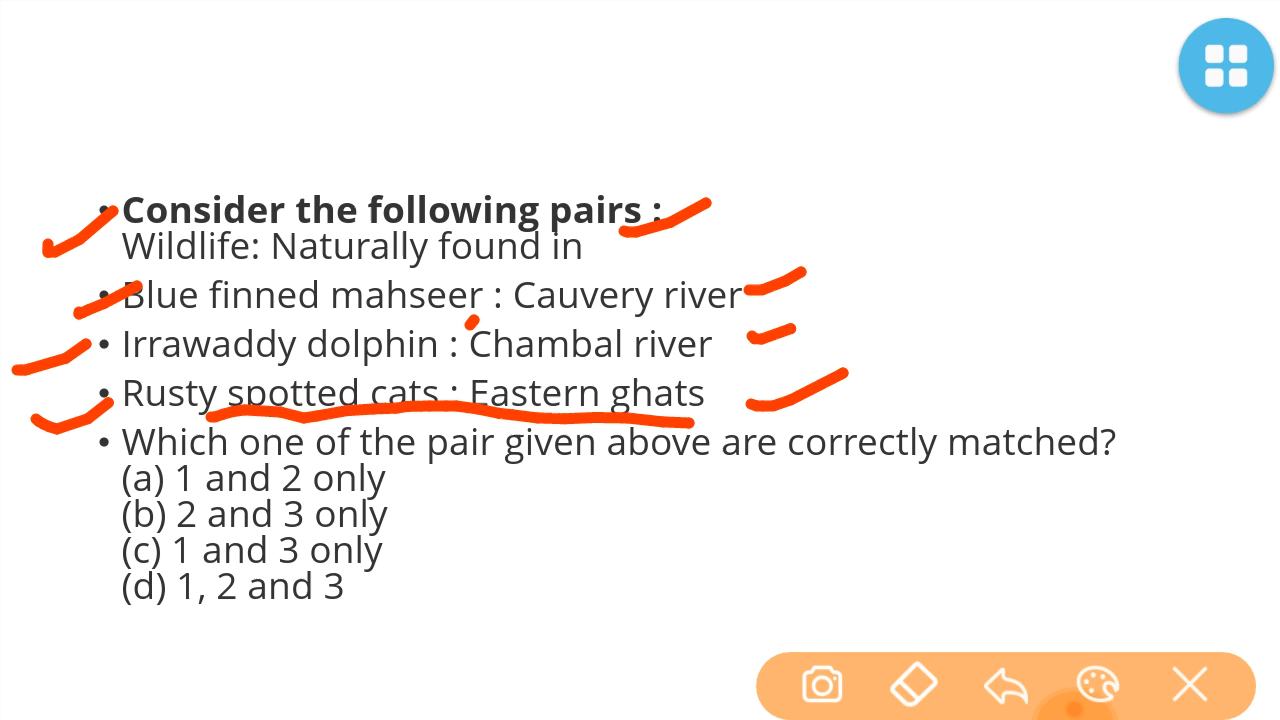 • Consider the following pairs :
Wildlife: Naturally found in
• Blue finned mahseer : Cauvery river
• Irrawaddy dolphin : Chambal river
• Rusty spotted cats : Eastern ghats
• Which one of the pair given above are correctly matched?
(a) 1 and 2 only
(b) 2 and 3 only
(c) 1 and 3 only
(d) 1, 2 and 3